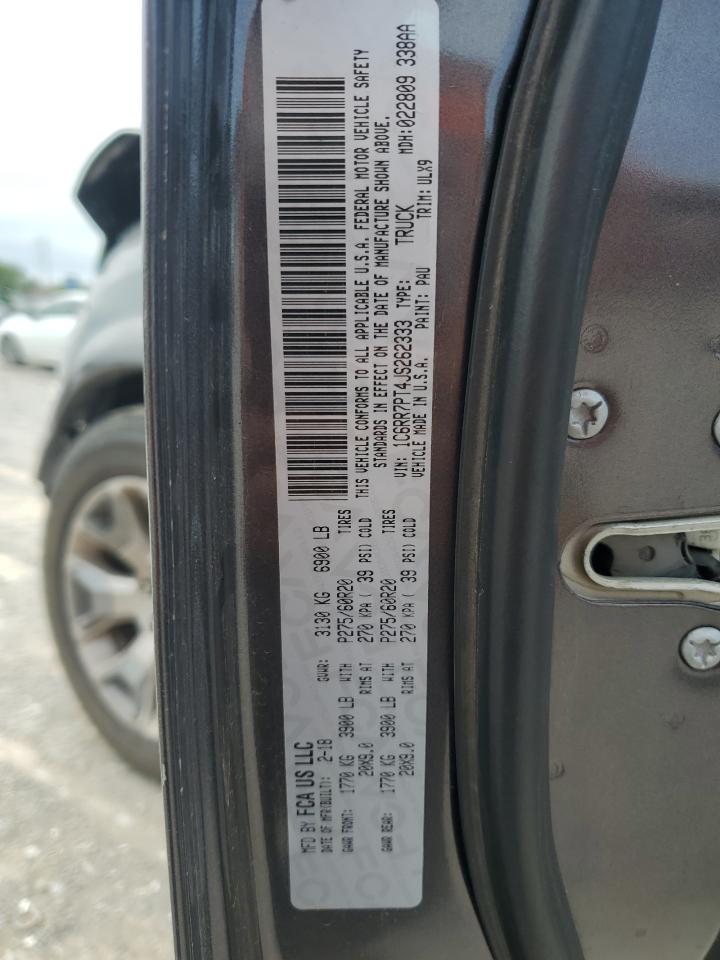 MFD BY FCA US LLC
DATE OF MFR(BUILT): 2-18 GVWR: 3130 KG 6900 LB
GAWR FRONT: 1770 KG 3900 LB WITH P275/60R20 TIRES
20X9.0 RIMS AT 270 KPA ( 39 PSI) COLD
GAWR REAR: 1770 KG 3900 LB WITH P275/60R20 TIRES
20X9.0 RIMS AT 270 KPA ( 39 PSI) COLD
THIS VEHICLE CONFORMS TO ALL APPLICABLE U.S.A. FEDERAL MOTOR VEHICLE SAFETY
STANDARDS IN EFFECT ON THE DATE OF MANUFACTURE SHOWN ABOVE.
VIN: 1C6RR7PT4JS262333 TYPE: TRUCK MDH:022809 338AA
VEHICLE MADE IN U.S.A. PAINT: PAU TRIM: ULX9